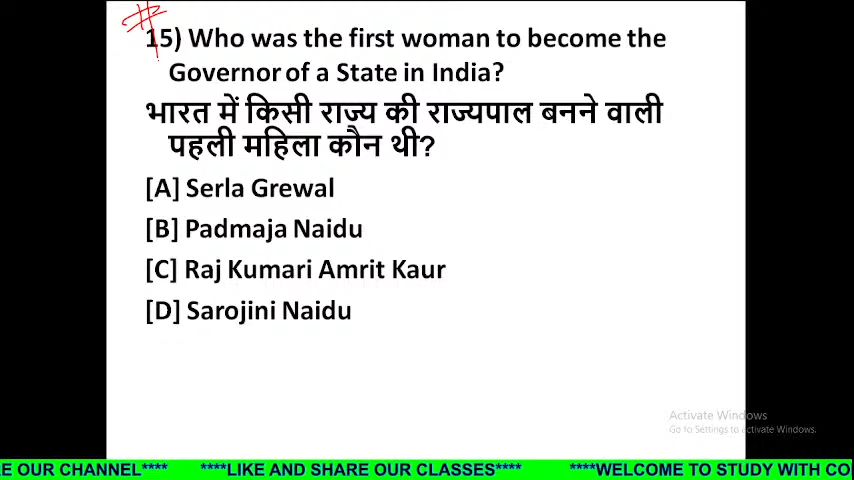 15) Who was the first woman to become the
Governor of a State in India?
भारत में किसी राज्य की राज्यपाल बनने वाली
पहली महिला कौन थी?
[A] Serla Grewal
[B] Padmaja Naidu
[C] Raj Kumari Amrit Kaur
[D] Sarojini Naidu
Activate Windows
Go to Settings to Activate Windows.
E OUR CHANNEL**** ****LIKE AND SHARE OUR CLASSES**** ****WELCOME TO STUDY WITH CO